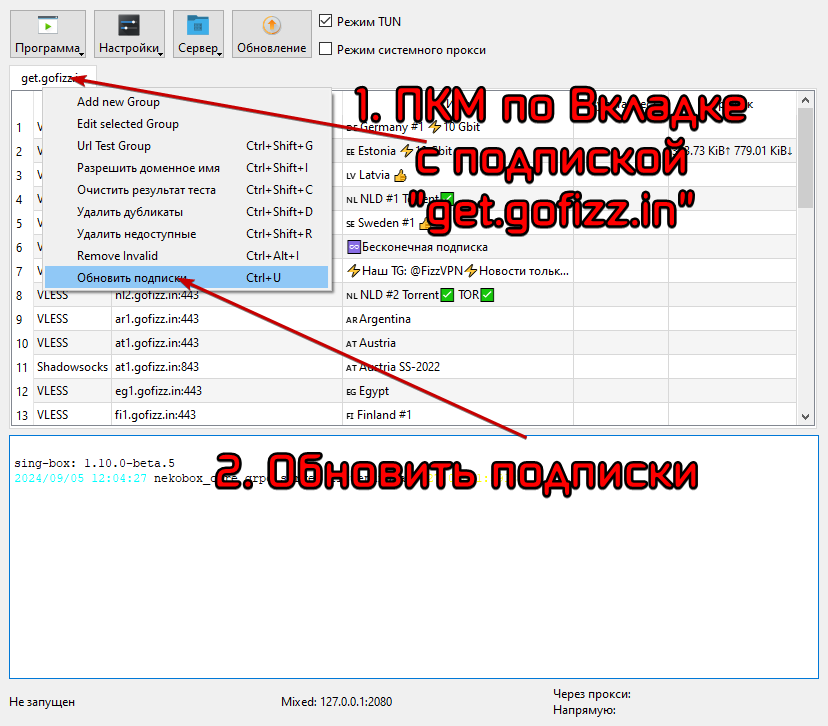 Программа Настройки Сервер Обновление
Режим TUN
Режим системного прокси
get.gofizz.in
Add new Group
Edit selected Group
Url Test Group Ctrl+Shift+G
Разрешить доменное имя Ctrl+Shift+I
Очистить результат теста Ctrl+Shift+C
Удалить дубликаты Ctrl+Shift+D
Удалить недоступные Ctrl+Shift+R
Remove Invalid Ctrl+Alt+I
Обновить подписки Ctrl+U
1. ПКМ по Вкладке
с подпиской
"get.gofizz.in"
1 DE Germany #1 ⚡10 Gbit
2 EE Estonia ⚡ Gbit 3.73 KiB↑ 779.01 KiB↓
3 LV Latvia 👍
4 NL NLD #1 Torrent✅
5 SE Sweden #1 👍
6 ♾️Бесконечная подписка
7 ⚡Наш TG: @FizzVPN⚡Новости тольк...
8 VLESS nl2.gofizz.in:443 NL NLD #2 Torrent✅ TOR✅
9 VLESS ar1.gofizz.in:443 AR Argentina
10 VLESS at1.gofizz.in:443 AT Austria
11 Shadowsocks at1.gofizz.in:843 AT Austria SS-2022
12 VLESS eg1.gofizz.in:443 EG Egypt
13 VLESS fi1.gofizz.in:443 FI Finland #1
sing-box: 1.10.0-beta.5
2024/09/05 12:04:27 nekobox_core
2. Обновить подписки
Не запущен
Mixed: 127.0.0.1:2080
Через прокси:
Напрямую: